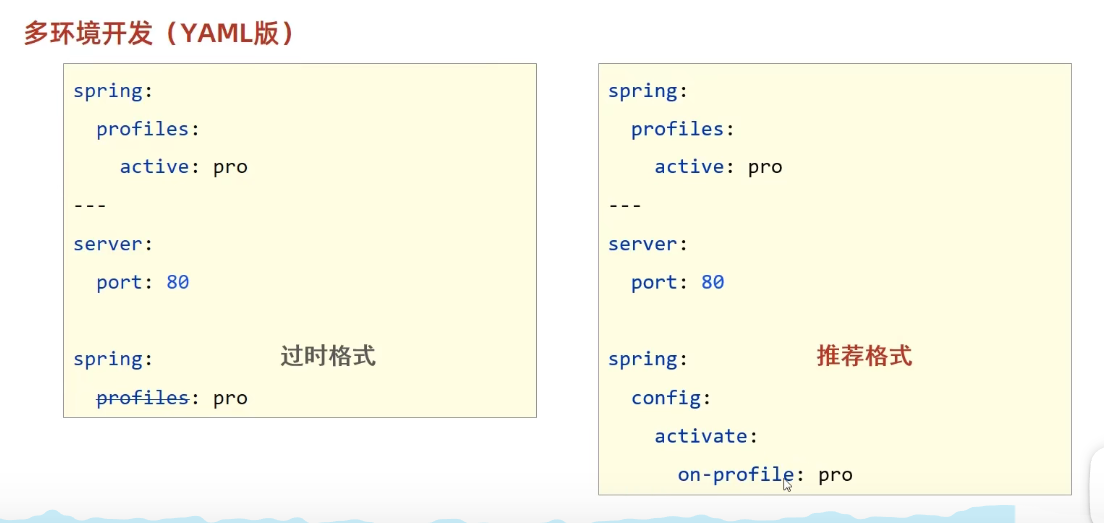 多环境开发（YAML版）
spring:
  profiles:
    active: pro
---
server:
  port: 80

spring:
过时格式
  profiles: pro
spring:
  profiles:
    active: pro
---
server:
  port: 80

spring:
推荐格式
  config:
    activate:
      on-profile: pro